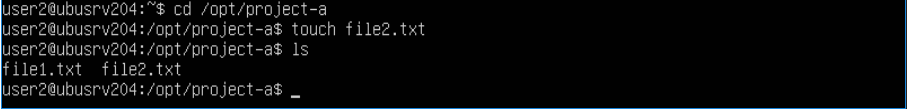 user2@ubusrv204:~$ cd /opt/project-a
user2@ubusrv204:/opt/project-a$ touch file2.txt
user2@ubusrv204:/opt/project-a$ ls
file1.txt  file2.txt
user2@ubusrv204:/opt/project-a$ _